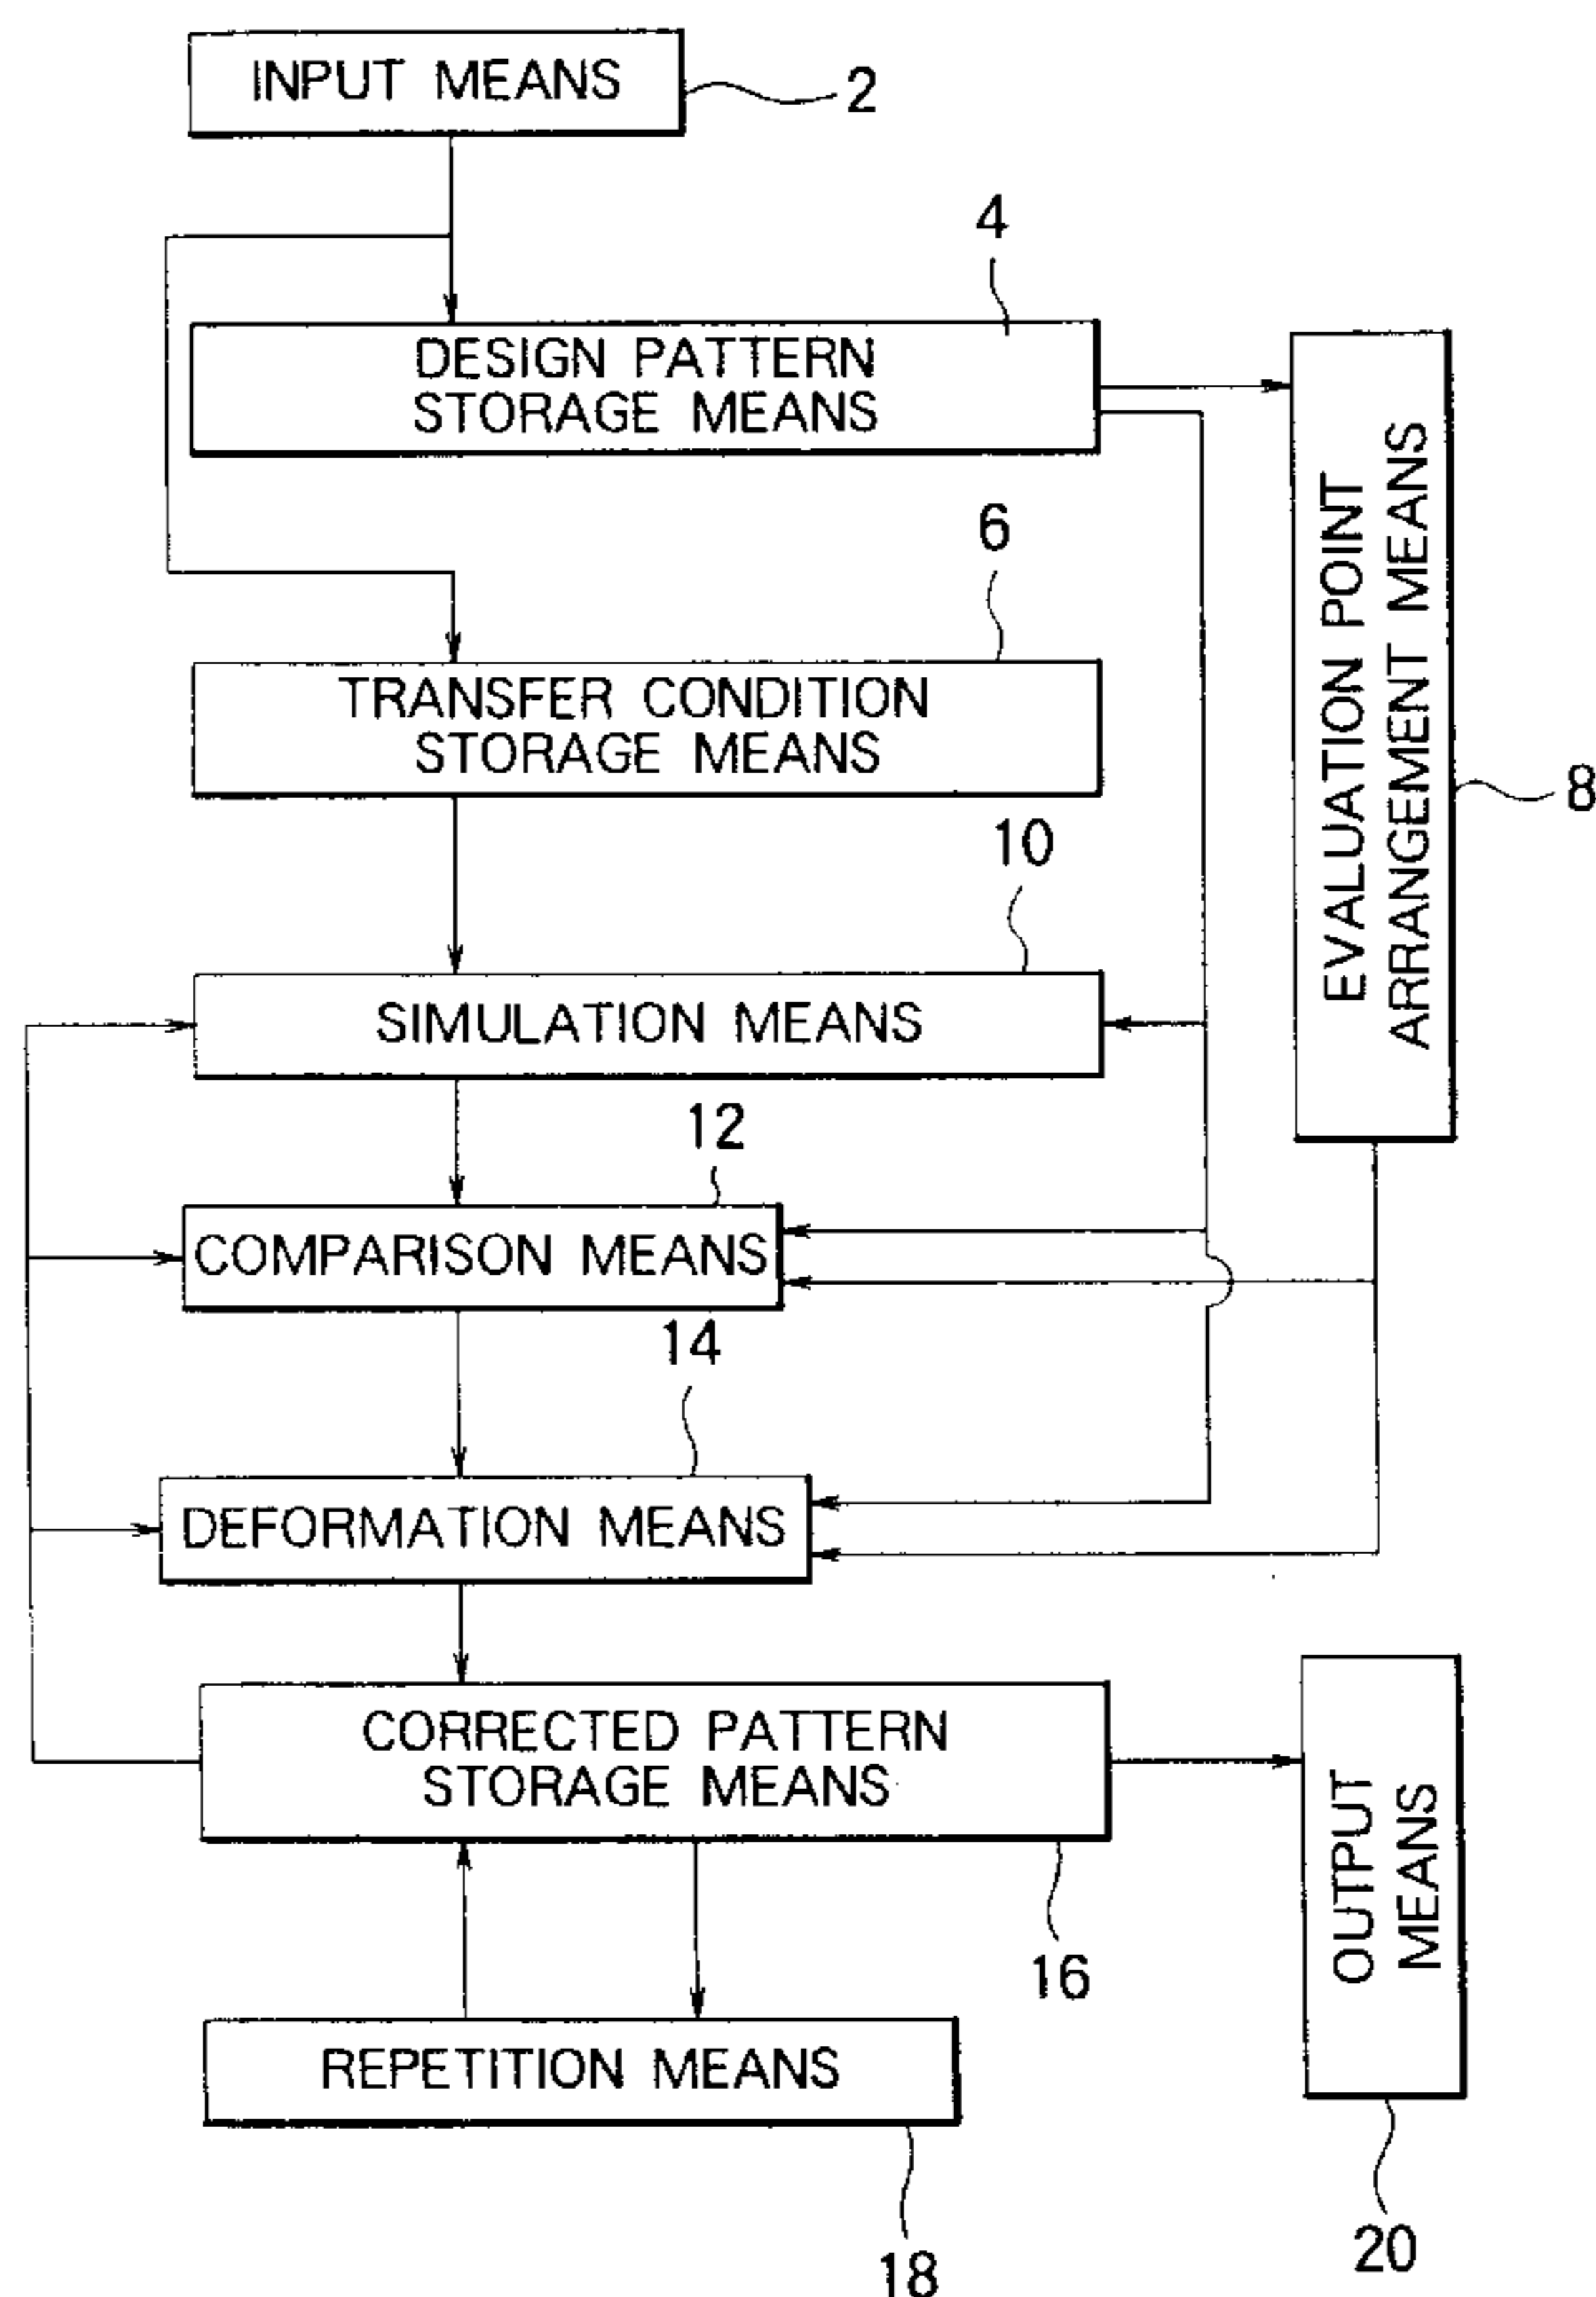 INPUT MEANS
2
4
DESIGN PATTERN
STORAGE MEANS
6
TRANSFER CONDITION
STORAGE MEANS
EVALUATION POINT
ARRANGEMENT MEANS
8
10
SIMULATION MEANS
12
COMPARISON MEANS
14
DEFORMATION MEANS
CORRECTED PATTERN
STORAGE MEANS
16
OUTPUT
MEANS
REPETITION MEANS
18
20